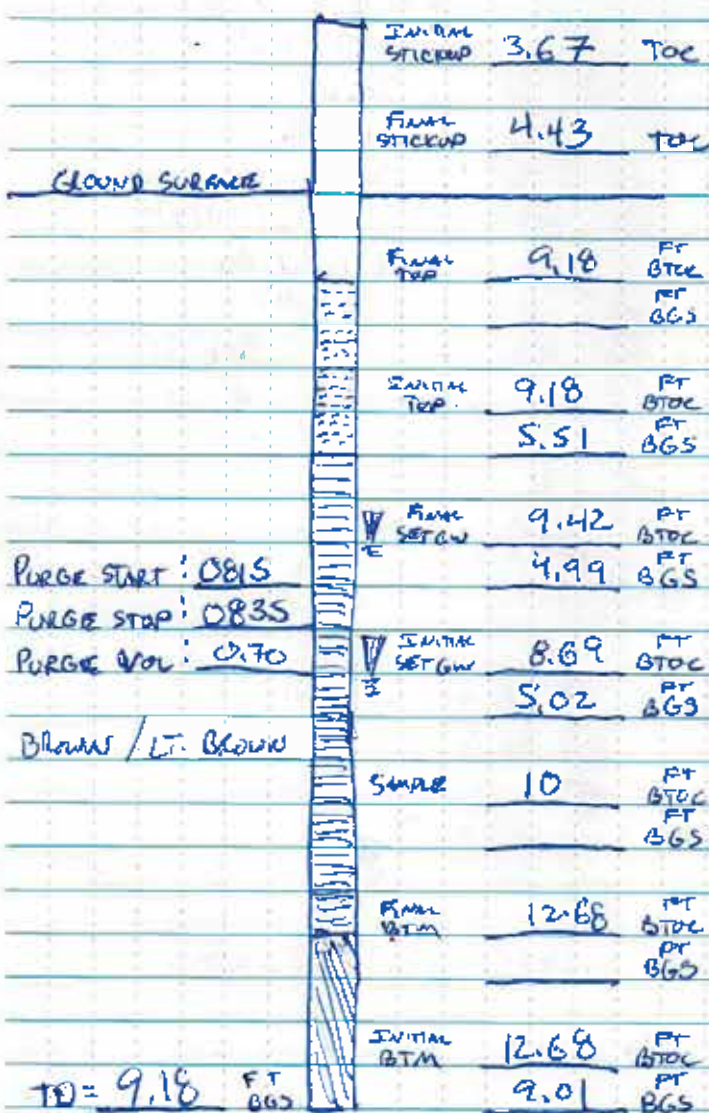 INITIAL
STICKUP 3.67 TOC
FINAL
STICKUP 4.43 TOC
GROUND SURFACE
FINAL
TOP 9.18 FT
BTOC
FT
BGS
INITIAL
TOP 9.18 FT
BTOC
5.51 FT
BGS
FINAL
SET GW 9.42 FT
BTOC
PURGE START: 0815 4.99 FT
BGS
PURGE STOP: 0835
PURGE VOL: 0.70 INITIAL
SET GW 8.69 FT
BTOC
5.02 FT
BGS
BROWN / LT. BROWN
SAMPLE 10 FT
BTOC
FT
BGS
FINAL
BTM 12.68 FT
BTOC
FT
BGS
INITIAL
BTM 12.68 FT
BTOC
TD = 9.18 FT
BGS 9.01 FT
BGS